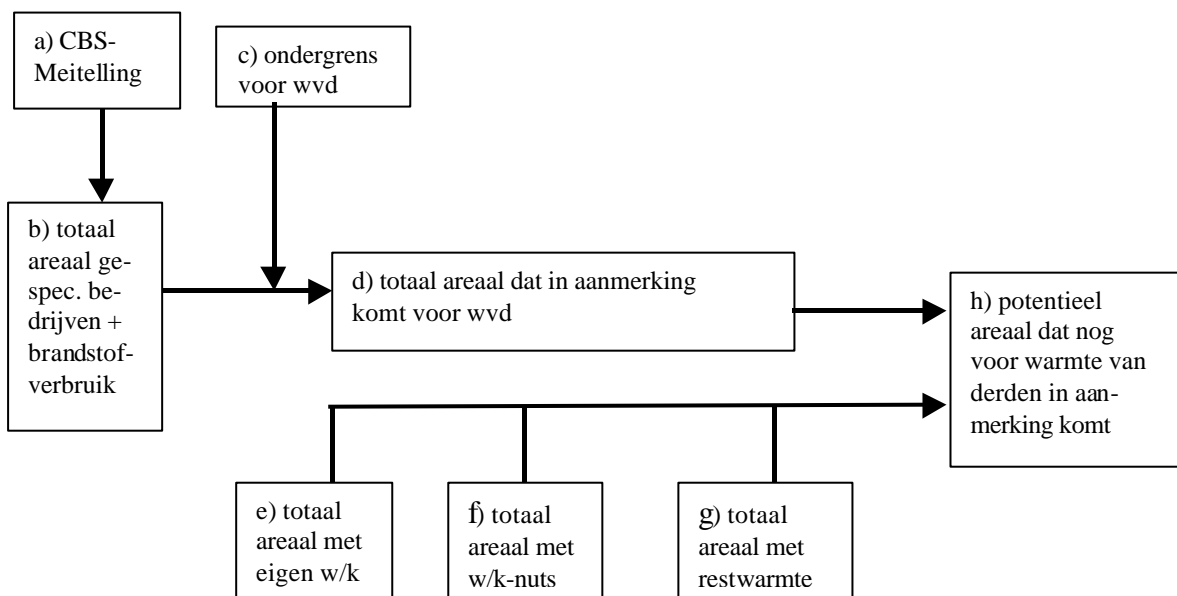 a) CBS-
Meitelling
c) ondergrens
voor wvd
b) totaal
areaal ge-
spec. be-
drijven +
brandstof-
verbruik
d) totaal areaal dat in aanmerking
komt voor wvd
h) potentieel
areaal dat nog
voor warmte van
derden in aan-
merking komt
e) totaal
areaal met
eigen w/k
f) totaal
areaal met
w/k-nuts
g) totaal
areaal met
restwarmte